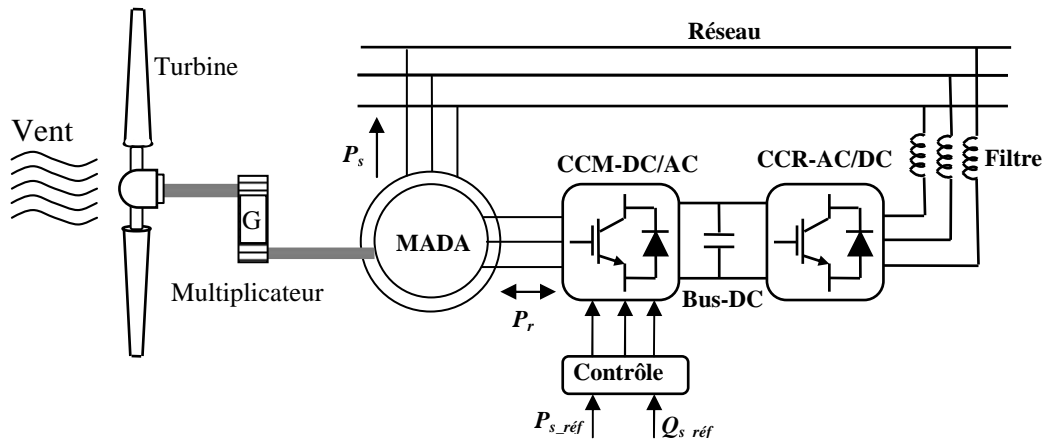 Réseau
Turbine
Vent
P_s
CCM-DC/AC
CCR-AC/DC
Filtre
G
MADA
Multiplicateur
Bus-DC
P_r
Contrôle
P_s_réf
Q_s_réf